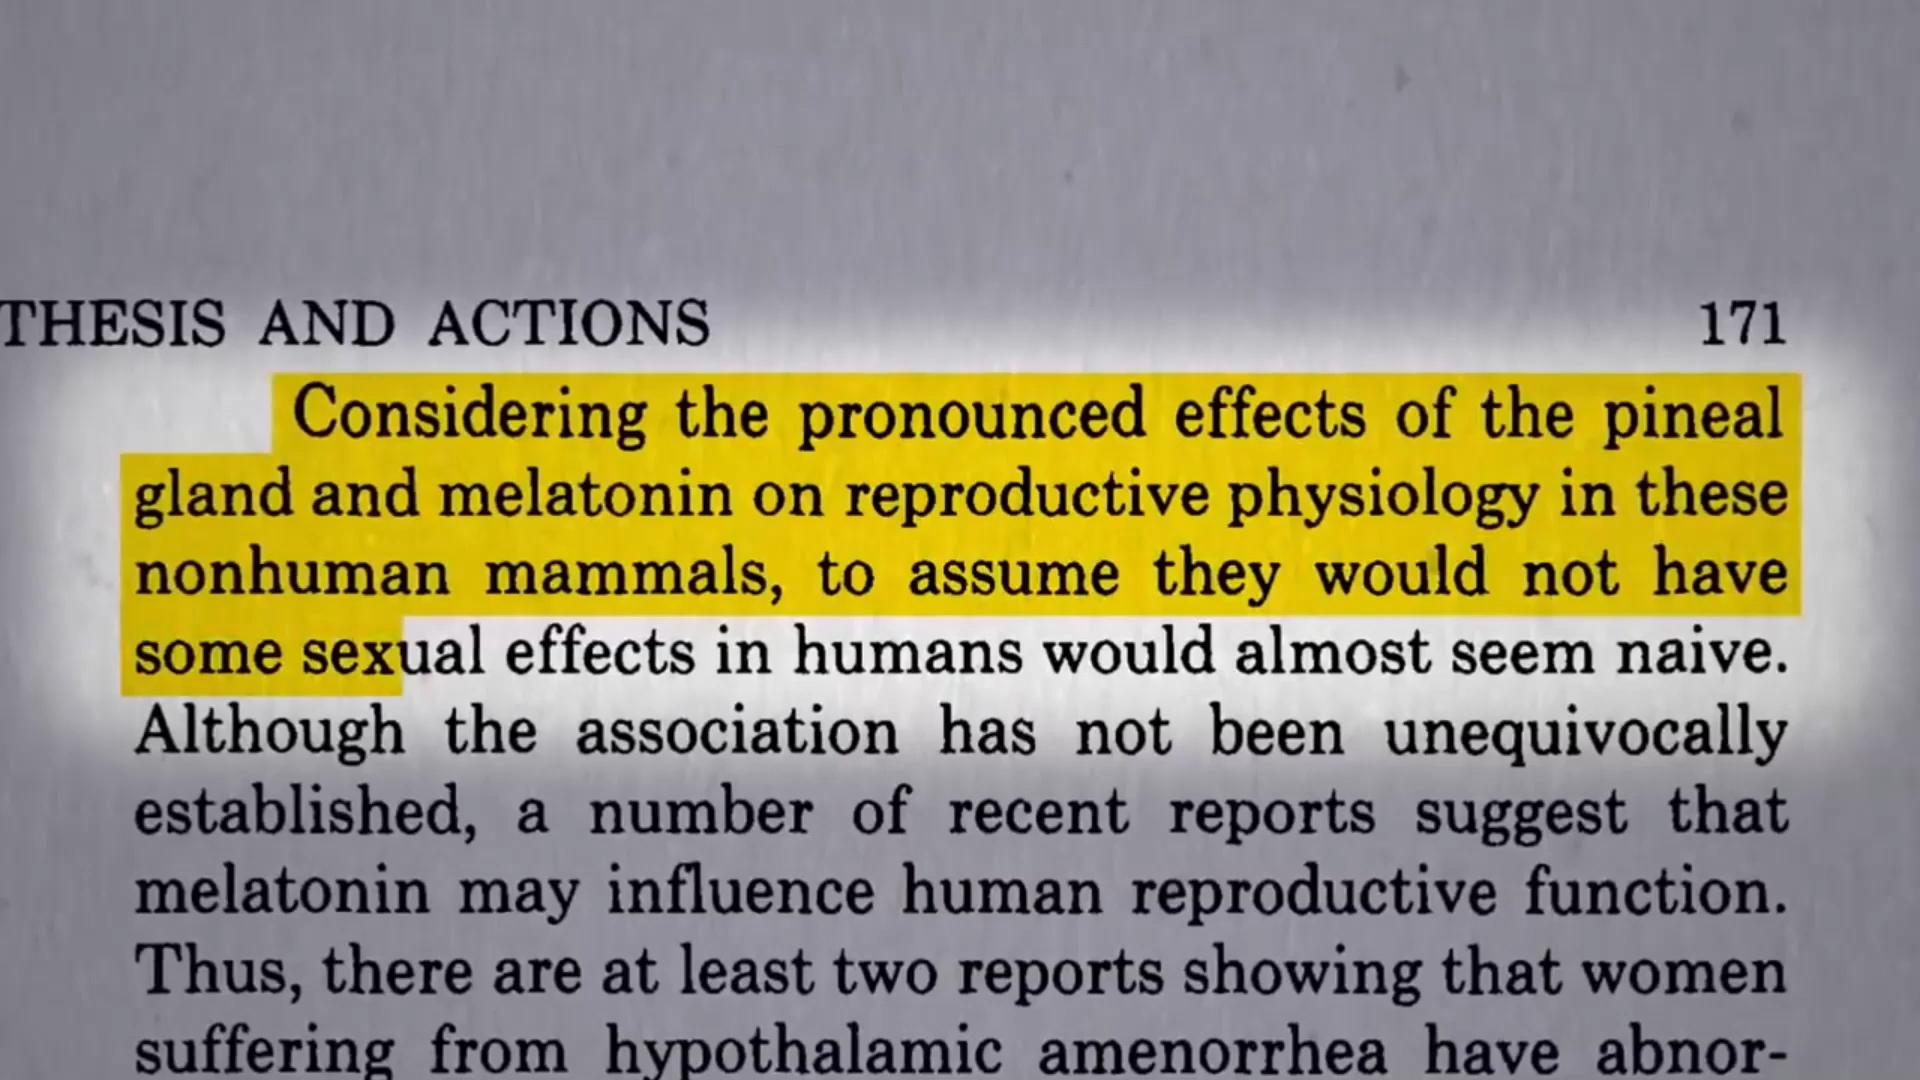 THESIS AND ACTIONS 171
Considering the pronounced effects of the pineal
gland and melatonin on reproductive physiology in these
nonhuman mammals, to assume they would not have
some sexual effects in humans would almost seem naive.
Although the association has not been unequivocally
established, a number of recent reports suggest that
melatonin may influence human reproductive function.
Thus, there are at least two reports showing that women
suffering from hypothalamic amenorrhea have abnor-